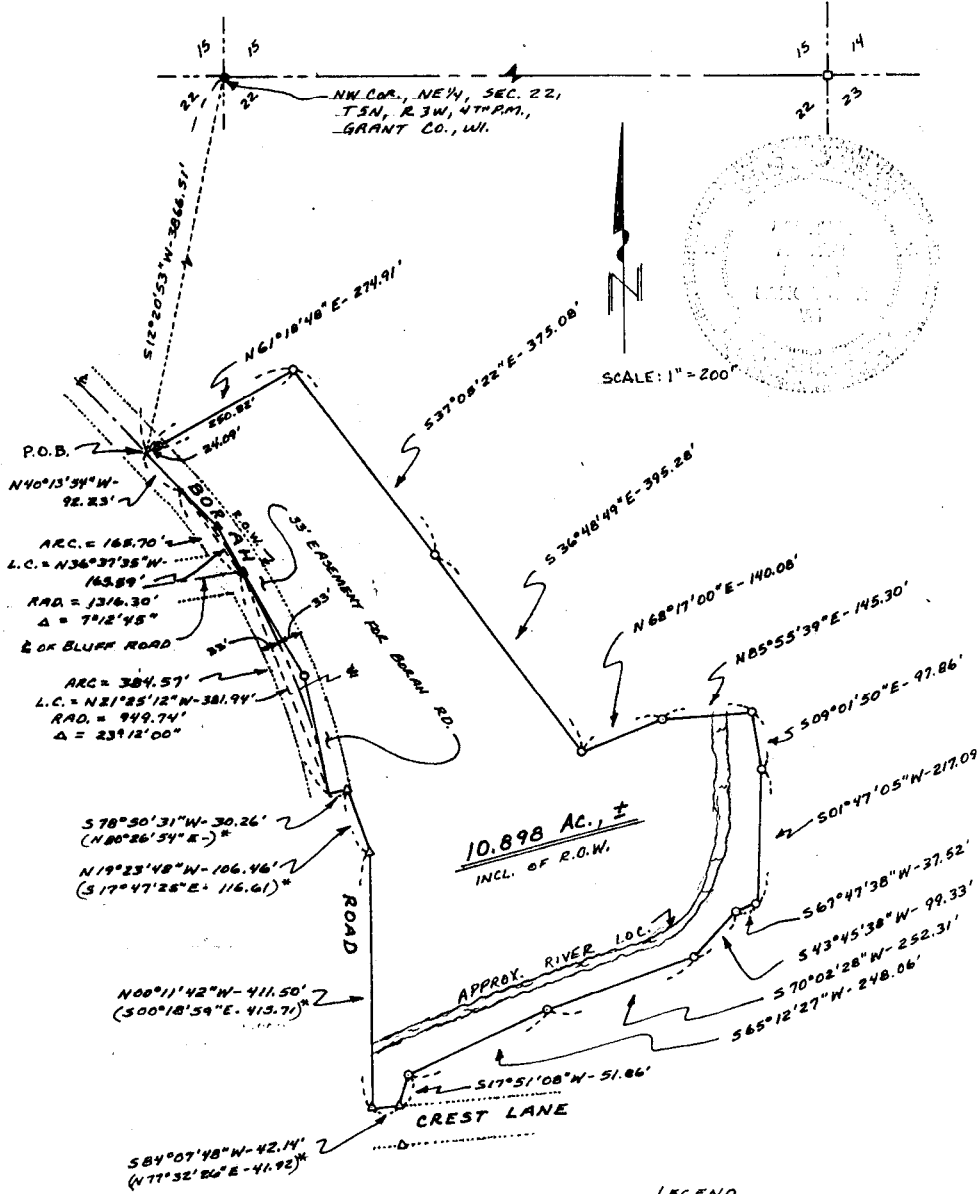 15 15
15 14
22 22
22 23
NW COR., NE 1/4, SEC. 22,
T5N, R3W, 4TH P.M.,
GRANT CO., WI.
S12°20'53"W-3866.51'
N
SCALE: 1" = 200'
WI
N61°18'48"E-274.91'
250.82'
24.09'
S37°08'22"E-375.08'
S36°48'49"E-395.28'
N68°17'00"E-140.08'
N85°55'39"E-145.30'
S09°01'50"E-97.86'
S01°47'05"W-217.09
S67°47'38"W-37.52'
S43°45'38"W-99.33'
S70°02'28"W-252.31'
S65°12'27"W-248.06'
S17°51'08"W-51.86'
P.O.B.
N40°13'54"W-
92.23'
ARC. = 165.70'
L.C. = N36°37'35"W-
165.59'
RAD. = 1316.30'
Δ = 7°12'45"
℄ OF BLUFF ROAD
ARC = 384.57'
L.C. = N21°25'12"W-381.94'
RAD. = 949.74'
Δ = 23°12'00"
BORAH
R.O.W.
33' EASEMENT FOR BORAH RD.
33'
33'
S78°50'31"W-30.26'
(N80°26'54"E-)*
N19°23'48"W-106.46'
(S17°47'25"E-116.61)*
ROAD
10.898 Ac., ±
INCL. OF R.O.W.
APPROX. RIVER LOC.
N00°11'42"W-411.50'
(S00°18'59"E-415.71)*
CREST LANE
S84°07'48"W-42.14'
(N77°32'26"E-41.92)*
LEGEND